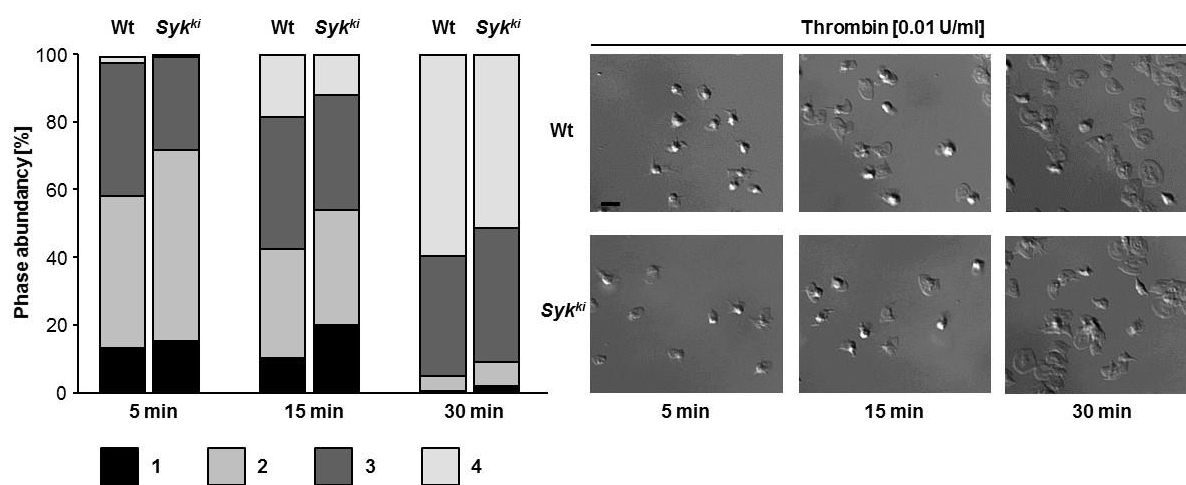 Wt Syk^ki Wt Syk^ki Wt Syk^ki
Phase abundancy [%]
100
80
60
40
20
0
5 min 15 min 30 min
1 2 3 4
Thrombin [0.01 U/ml]
Wt
Syk^ki
5 min 15 min 30 min